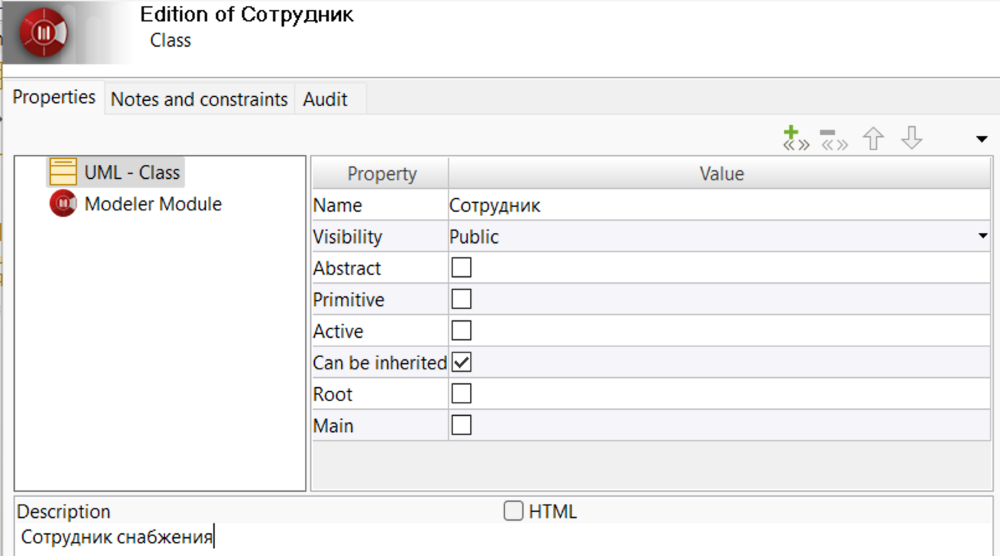 Edition of Сотрудник
Class
Properties Notes and constraints Audit
UML - Class
Modeler Module
Property Value
Name Сотрудник
Visibility Public
Abstract
Primitive
Active
Can be inherited
Root
Main
Description HTML
Сотрудник снабжения